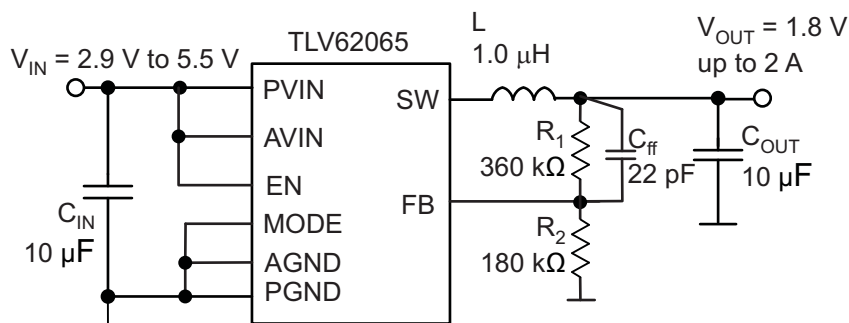 TLV62065
L
1.0 μH
V_IN = 2.9 V to 5.5 V
V_OUT = 1.8 V
up to 2 A
PVIN
SW
AVIN
EN
FB
MODE
AGND
PGND
C_IN
10 μF
R_1
360 kΩ
C_ff
22 pF
C_OUT
10 μF
R_2
180 kΩ